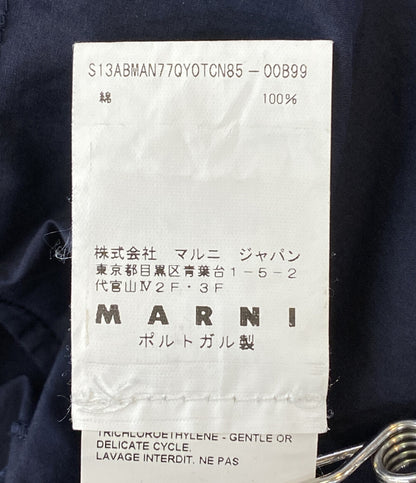 S13ABMAN77QY0TCN85-00B99
綿 100%
株式会社 マルニ ジャパン
東京都目黒区青葉台1-5-2
代官山Ⅳ2F・3F
MARNI
ポルトガル製
TRICHLOROETHYLENE - GENTLE OR
DELICATE CYCLE.
LAVAGE INTERDIT. NE PAS